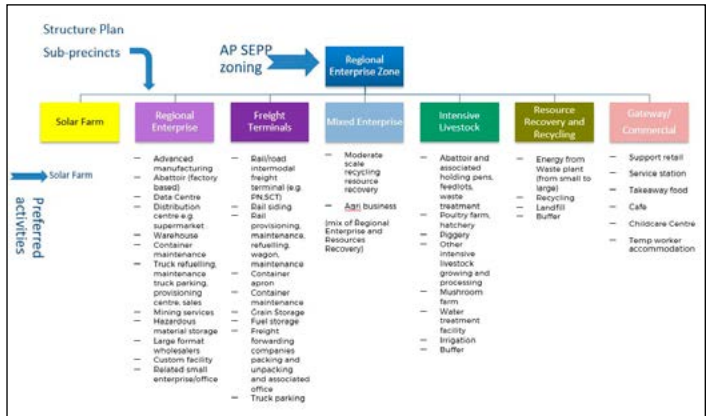 Structure Plan
Sub-precincts
AP SEPP
zoning
Regional
Enterprise Zone
Solar Farm
Regional
Enterprise
Freight
Terminals
Mixed Enterprise
Intensive
Livestock
Resource
Recovery and
Recycling
Gateway/
Commercial
Preferred
activities
Solar Farm
— Advanced
manufacturing
— Abattoir (factory
based)
— Data Centre
— Distribution
centre e.g.
supermarket
— Warehouse
— Container
maintenance
— Truck refuelling,
maintenance
truck parking,
provisioning
centre, sales
— Mining services
— Hazardous
material storage
— Large format
wholesalers
— Custom facility
— Related small
enterprise/office
— Rail/road
intermodal
freight
terminal (e.g.
PN,SCT)
— Rail siding
— Rail
provisioning,
maintenance,
refuelling,
wagon,
maintenance
— Container
apron
— Container
maintenance
— Grain Storage
— Fuel storage
— Freight
forwarding
companies
packing and
unpacking
and associated
office
— Truck parking
— Moderate
scale
recycling
resource
recovery
— Agri business
(mix of Regional
Enterprise and
Resources
Recovery)
— Abattoir and
associated
holding pens,
feedlots,
waste
treatment
— Poultry farm,
hatchery
— Piggery
— Other
intensive
livestock
growing and
processing
— Mushroom
farm
— Water
treatment
facility
— Irrigation
— Buffer
— Energy from
Waste plant
(from small to
large)
— Recycling
— Landfill
— Buffer
— Support retail
— Service station
— Takeaway food
— Cafe
— Childcare Centre
— Temp worker
accommodation